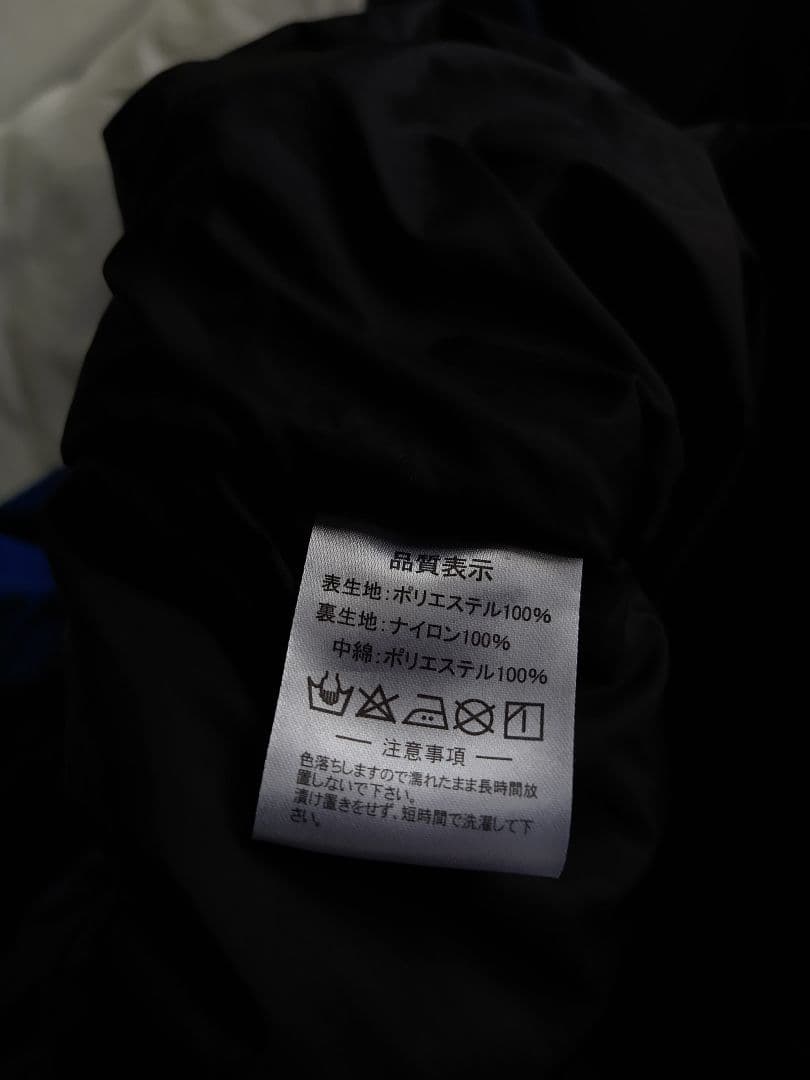 品質表示
表生地:ポリエステル100%
裏生地:ナイロン100%
中綿:ポリエステル100%
注意事項
色落ちしますので濡れたまま長時間放
置しないで下さい。
漬け置きをせず、短時間で洗濯して下
さい。